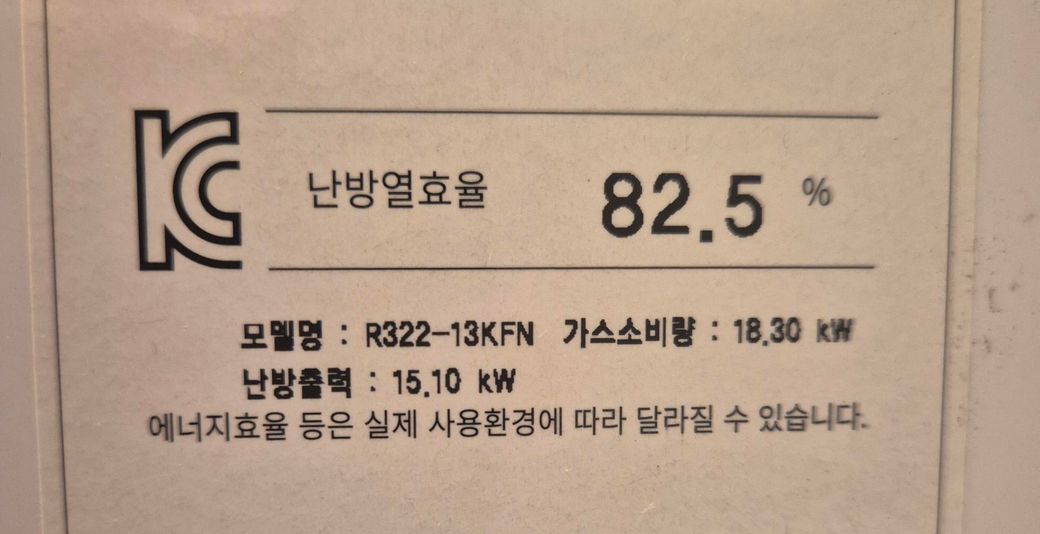 KC
난방열효율 82.5 %
모델명 : R322-13KFN 가스소비량 : 18.30 kW
난방출력 : 15.10 kW
에너지효율 등은 실제 사용환경에 따라 달라질 수 있습니다.